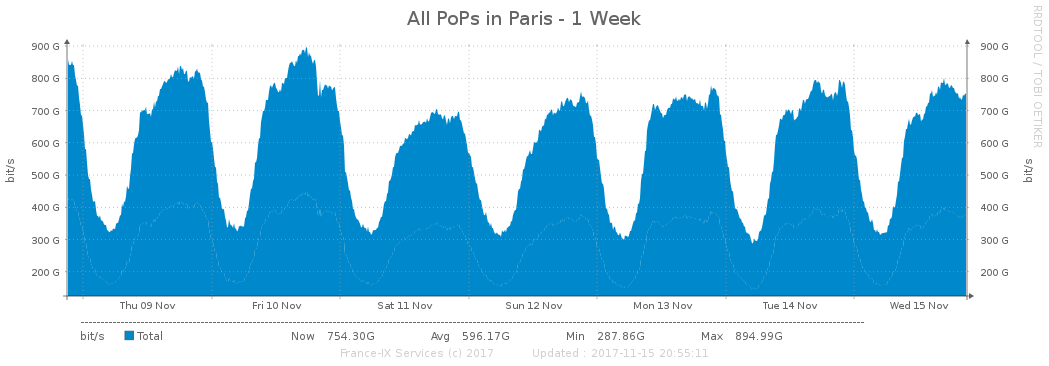 All PoPs in Paris - 1 Week
RRDTOOL / TOBI OETIKER
900 G 900 G
800 G 800 G
700 G 700 G
600 G 600 G
500 G 500 G
400 G 400 G
300 G 300 G
200 G 200 G
bit/s bit/s
Thu 09 Nov Fri 10 Nov Sat 11 Nov Sun 12 Nov Mon 13 Nov Tue 14 Nov Wed 15 Nov
bit/s Total Now 754.30G Avg 596.17G Min 287.86G Max 894.99G
France-IX Services (c) 2017 Updated : 2017-11-15 20:55:11